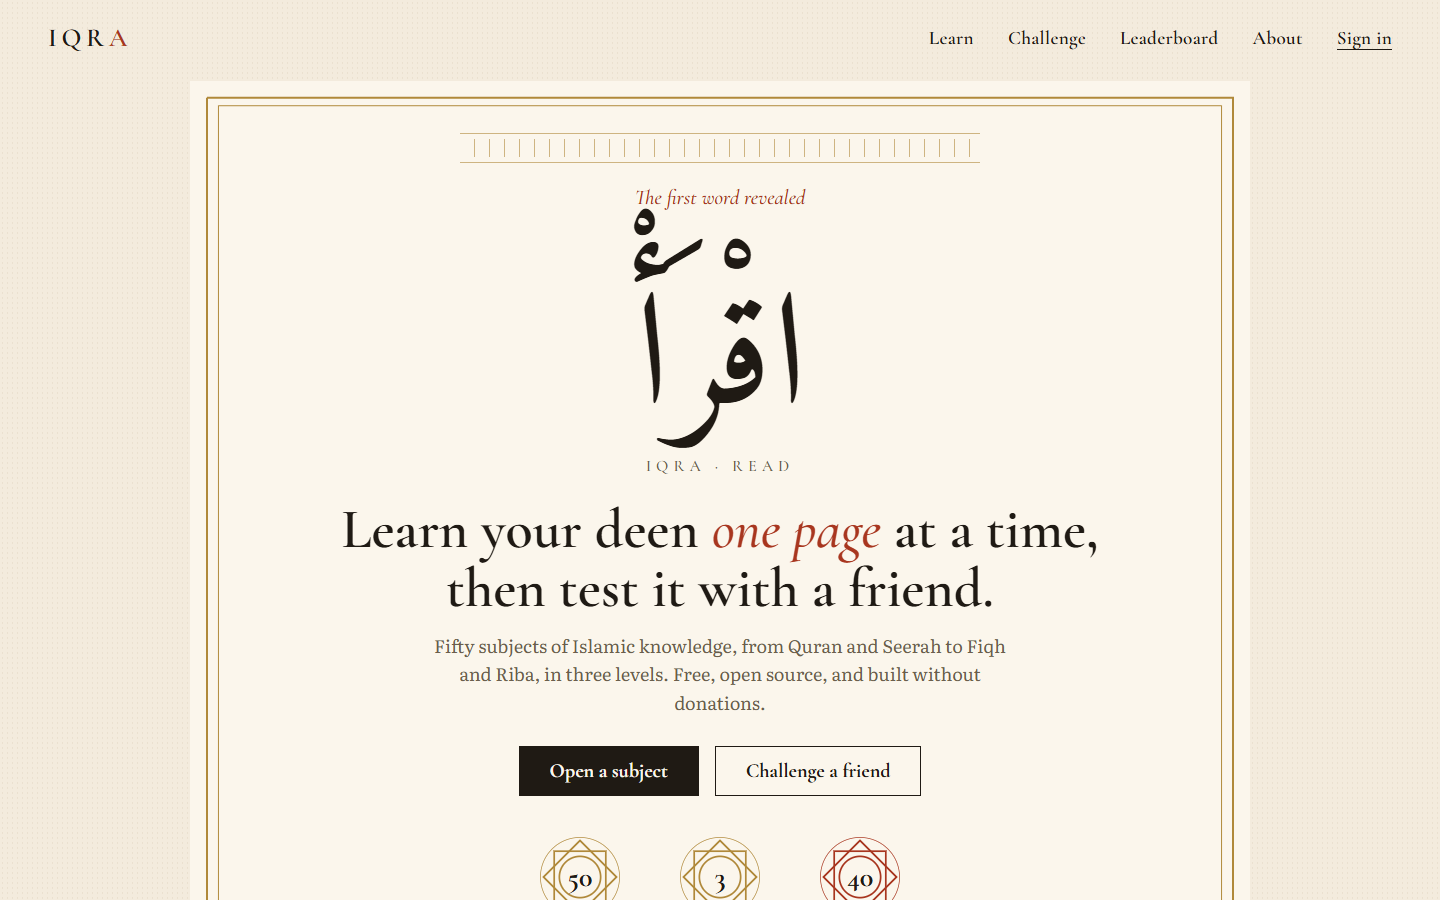 IQRA
Learn Challenge Leaderboard About Sign in
The first word revealed
اقْرَأْ
IQRA · READ
Learn your deen one page at a time,
then test it with a friend.
Fifty subjects of Islamic knowledge, from Quran and Seerah to Fiqh
and Riba, in three levels. Free, open source, and built without
donations.
Open a subject
Challenge a friend
50 3 40